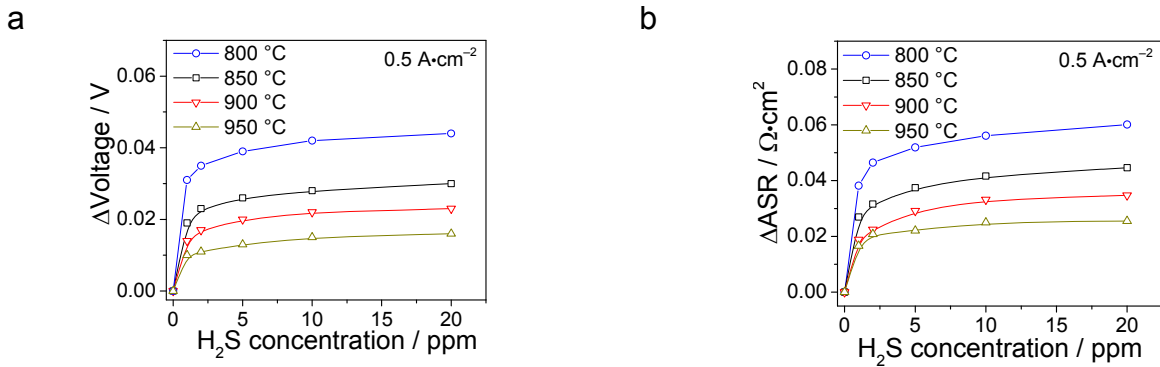 a
0.5 A•cm⁻²
800 °C
850 °C
900 °C
950 °C
ΔVoltage / V
0.06
0.04
0.02
0.00
0 5 10 15 20
H₂S concentration / ppm
b
0.5 A•cm⁻²
800 °C
850 °C
900 °C
950 °C
ΔASR / Ω•cm²
0.08
0.06
0.04
0.02
0.00
0 5 10 15 20
H₂S concentration / ppm